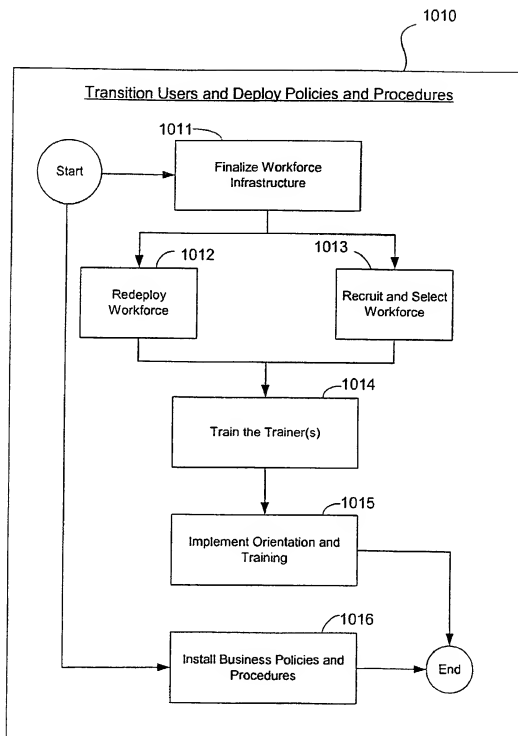 1010
Transition Users and Deploy Policies and Procedures
1011
Start
Finalize Workforce
Infrastructure
1012
Redeploy
Workforce
1013
Recruit and Select
Workforce
1014
Train the Trainer(s)
1015
Implement Orientation and
Training
1016
Install Business Policies and
Procedures
End